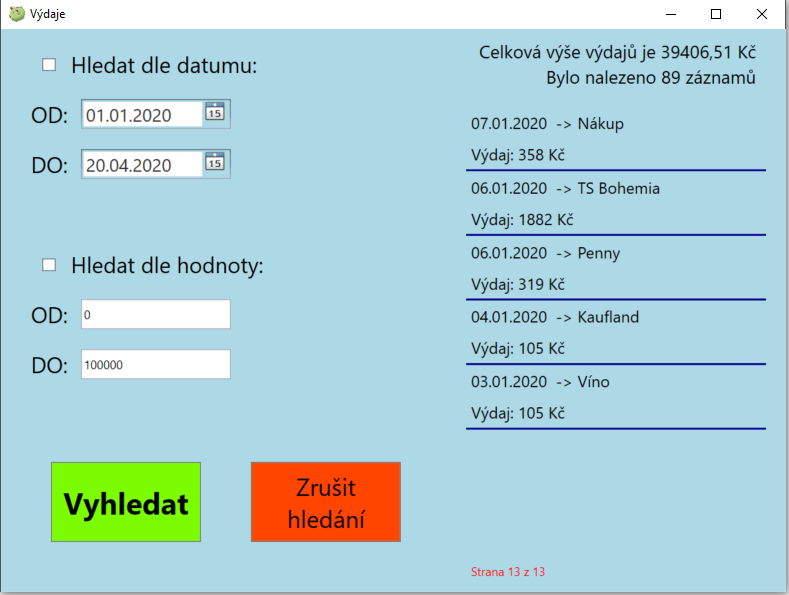 Výdaje
Hledat dle datumu:
OD: 01.01.2020 15
DO: 20.04.2020 15
Hledat dle hodnoty:
OD: 0
DO: 100000
Vyhledat
Zrušit
hledání
Celková výše výdajů je 39406,51 Kč
Bylo nalezeno 89 záznamů
07.01.2020 -> Nákup
Výdaj: 358 Kč
06.01.2020 -> TS Bohemia
Výdaj: 1882 Kč
06.01.2020 -> Penny
Výdaj: 319 Kč
04.01.2020 -> Kaufland
Výdaj: 105 Kč
03.01.2020 -> Víno
Výdaj: 105 Kč
Strana 13 z 13